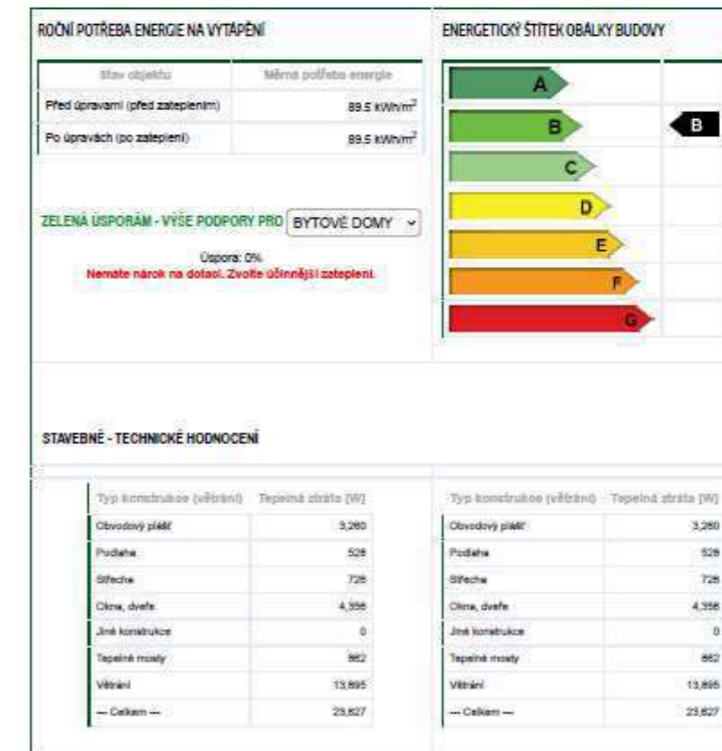 ROČNÍ POTŘEBA ENERGIE NA VYTÁPĚNÍ
Stav objektu Měrná potřeba energie
Před úpravami (před zateplením) 89.5 kWh/m²
Po úpravách (po zateplení) 89.5 kWh/m²
ZELENÁ ÚSPORÁM - VÝŠE PODPORY PRO BYTOVÉ DOMY
Úspora: 0%
Nemáte nárok na dotaci. Zvolte účinnější zateplení.
ENERGETICKÝ ŠTÍTEK OBÁLKY BUDOVY
A
B B
C
D
E
F
G
STAVEBNĚ - TECHNICKÉ HODNOCENÍ
Typ konstrukce (větrání) Tepelná ztráta [W]
Obvodový plášť 3,260
Podlaha 528
Střecha 726
Okna, dveře 4,356
Jiné konstrukce 0
Tepelné mosty 862
Větrání 13,895
--- Celkem --- 23,627
Typ konstrukce (větrání) Tepelná ztráta [W]
Obvodový plášť 3,260
Podlaha 528
Střecha 726
Okna, dveře 4,356
Jiné konstrukce 0
Tepelné mosty 862
Větrání 13,895
--- Celkem --- 23,627